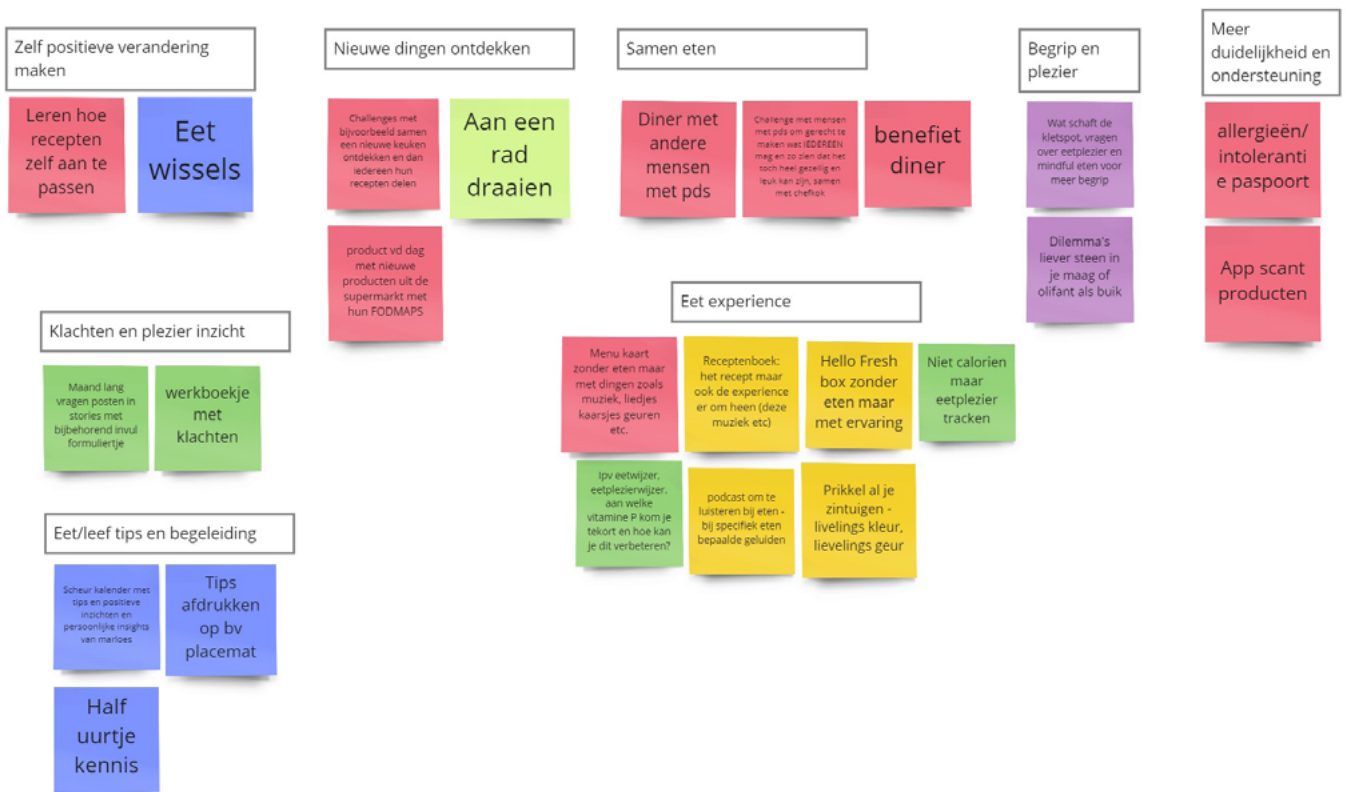 Zelf positieve verandering
maken
Leren hoe
recepten
zelf aan te
passen
Eet
wissels
Nieuwe dingen ontdekken
Challenges met
bijvoorbeeld samen
een nieuwe keuken
ontdekken en dan
iedereen hun
recepten delen
Aan een
rad
draaien
product vd dag
met nieuwe
producten uit de
supermarkt met
hun FODMAPS
Samen eten
Diner met
andere
mensen
met pds
Challenge met mensen
met pds om gerecht te
maken wat IEDEREEN
mag en zo zien dat het
toch heel gezellig en
leuk kan zijn, samen
met chefkok
benefiet
diner
Begrip en
plezier
Wat schaft de
kletspot, vragen
over eetplezier en
mindful eten voor
meer begrip
Dilemma's
liever steen in
je maag of
olifant als buik
Meer
duidelijkheid en
ondersteuning
allergieën/
intoleranti
e paspoort
App scant
producten
Klachten en plezier inzicht
Maand lang
vragen posten in
stories met
bijbehorend invul
formuliertje
werkboekje
met
klachten
Eet experience
Menu kaart
zonder eten maar
met dingen zoals
muziek, liedjes
kaarsjes geuren
etc.
Receptenboek:
het recept maar
ook de experience
er om heen (deze
muziek etc)
Hello Fresh
box zonder
eten maar
met ervaring
Niet calorien
maar
eetplezier
tracken
Ipv eetwijzer,
eetplezierwijzer.
aan welke
vitamine P kom je
tekort en hoe kan
je dit verbeteren?
podcast om te
luisteren bij eten -
bij specifiek eten
bepaalde geluiden
Prikkel al je
zintuigen -
livelings kleur,
lievelings geur
Eet/leef tips en begeleiding
Scheur kalender met
tips en positieve
inzichten en
persoonlijke insights
van marloes
Tips
afdrukken
op bv
placemat
Half
uurtje
kennis